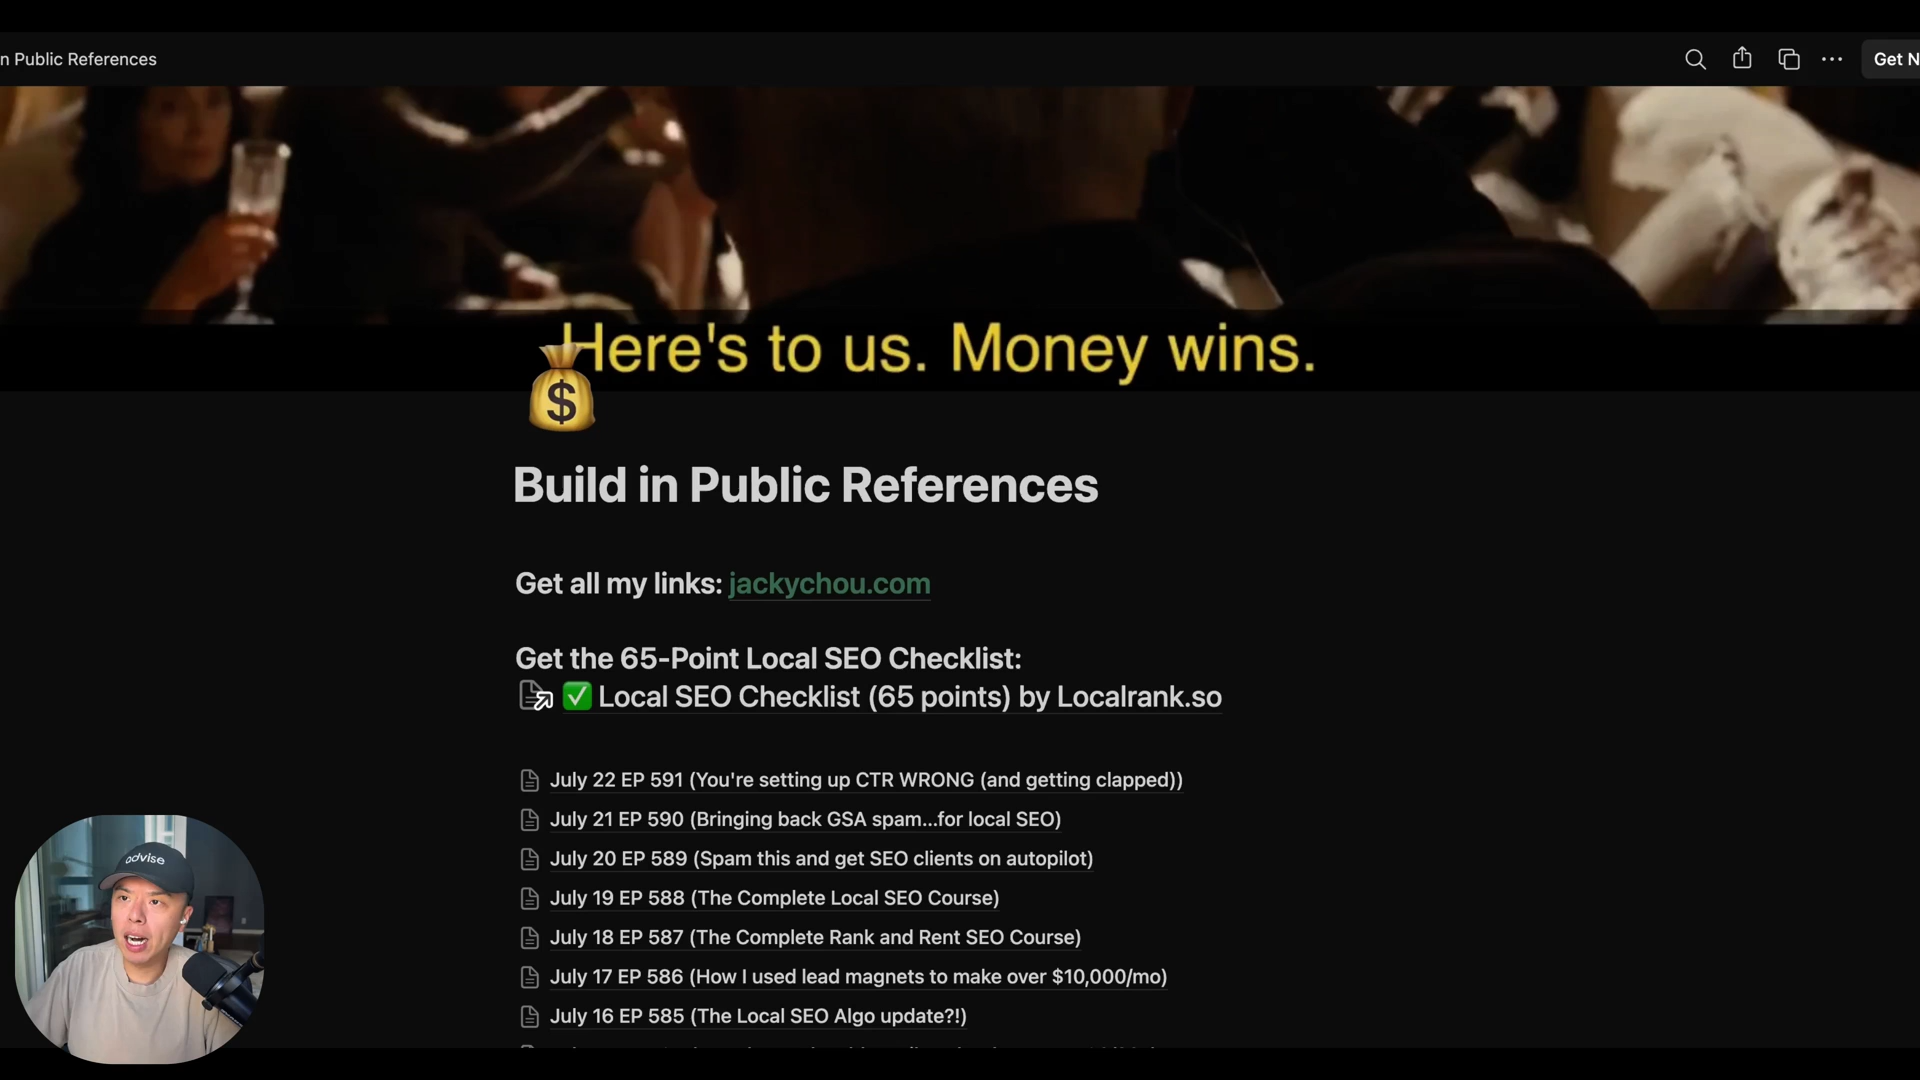 n Public References
Get N
Here's to us. Money wins.
$
Build in Public References
Get all my links: jackychou.com
Get the 65-Point Local SEO Checklist:
✅ Local SEO Checklist (65 points) by Localrank.so
July 22 EP 591 (You're setting up CTR WRONG (and getting clapped))
July 21 EP 590 (Bringing back GSA spam...for local SEO)
July 20 EP 589 (Spam this and get SEO clients on autopilot)
July 19 EP 588 (The Complete Local SEO Course)
July 18 EP 587 (The Complete Rank and Rent SEO Course)
advise
July 17 EP 586 (How I used lead magnets to make over $10,000/mo)
July 16 EP 585 (The Local SEO Algo update?!)